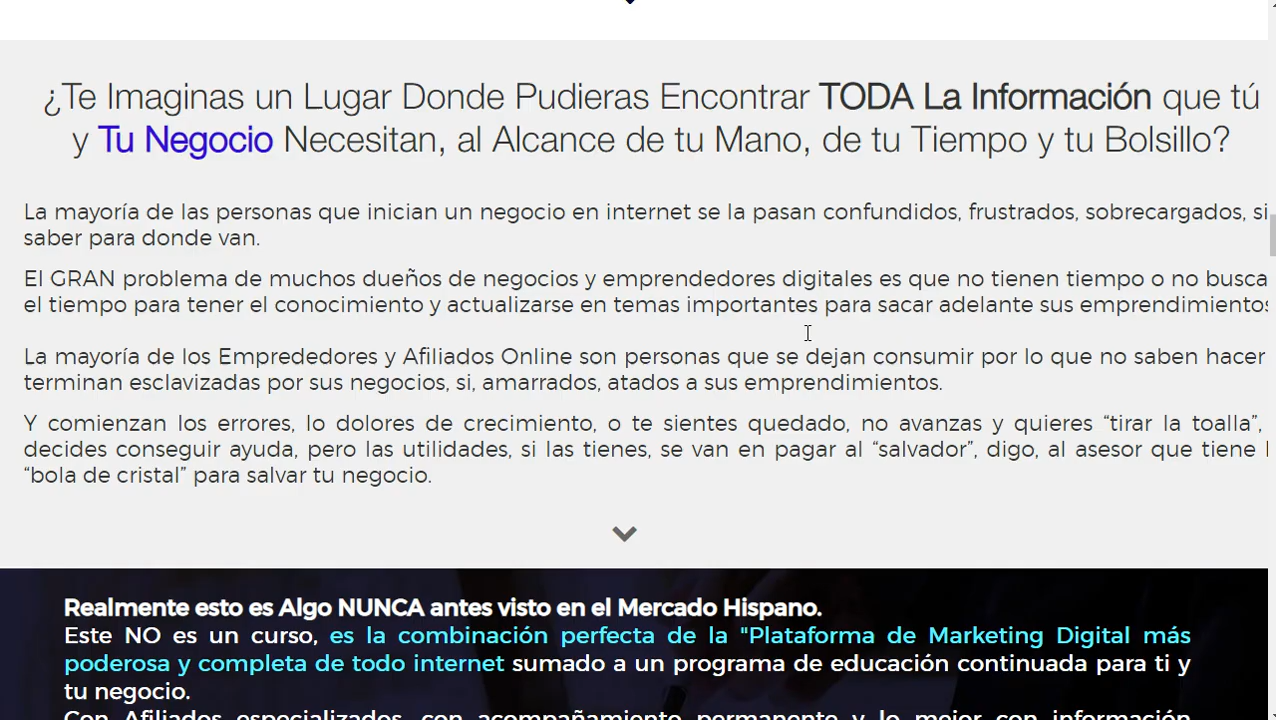 ¿Te Imaginas un Lugar Donde Pudieras Encontrar TODA La Información que tú
y Tu Negocio Necesitan, al Alcance de tu Mano, de tu Tiempo y tu Bolsillo?
La mayoría de las personas que inician un negocio en internet se la pasan confundidos, frustrados, sobrecargados, si
saber para donde van.
El GRAN problema de muchos dueños de negocios y emprendedores digitales es que no tienen tiempo o no busca
el tiempo para tener el conocimiento y actualizarse en temas importantes para sacar adelante sus emprendimientos
La mayoría de los Emprededores y Afiliados Online son personas que se dejan consumir por lo que no saben hacer
terminan esclavizadas por sus negocios, si, amarrados, atados a sus emprendimientos.
Y comienzan los errores, lo dolores de crecimiento, o te sientes quedado, no avanzas y quieres “tirar la toalla”,
decides conseguir ayuda, pero las utilidades, si las tienes, se van en pagar al “salvador”, digo, al asesor que tiene
“bola de cristal” para salvar tu negocio.
Realmente esto es Algo NUNCA antes visto en el Mercado Hispano.
Este NO es un curso, es la combinación perfecta de la "Plataforma de Marketing Digital más
poderosa y completa de todo internet sumado a un programa de educación continuada para ti y
tu negocio.
Con Afiliados especializados, con acompañamiento permanente y lo mejor con información